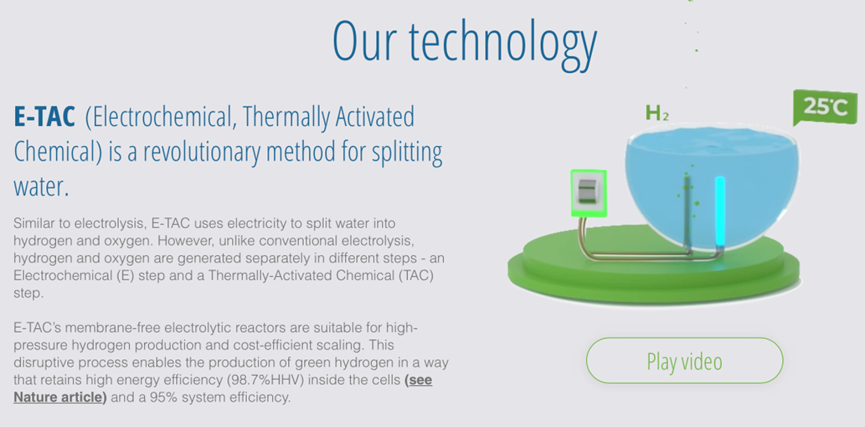 Our technology
E-TAC (Electrochemical, Thermally Activated
Chemical) is a revolutionary method for splitting
water.
Similar to electrolysis, E-TAC uses electricity to split water into
hydrogen and oxygen. However, unlike conventional electrolysis,
hydrogen and oxygen are generated separately in different steps - an
Electrochemical (E) step and a Thermally-Activated Chemical (TAC)
step.
E-TAC's membrane-free electrolytic reactors are suitable for high-
pressure hydrogen production and cost-efficient scaling. This
disruptive process enables the production of green hydrogen in a way
that retains high energy efficiency (98.7%HHV) inside the cells (see
Nature article) and a 95% system efficiency.
H₂
25°C
Play video